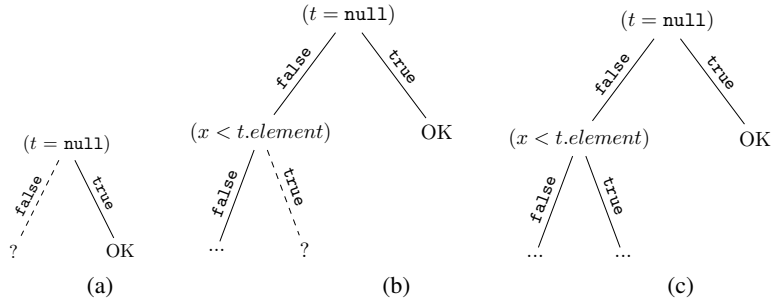 (t = null)
false
true
?
OK
(a)
(t = null)
false
true
(x < t.element)
OK
false
true
...
?
(b)
(t = null)
false
true
(x < t.element)
OK
false
true
...
...
(c)